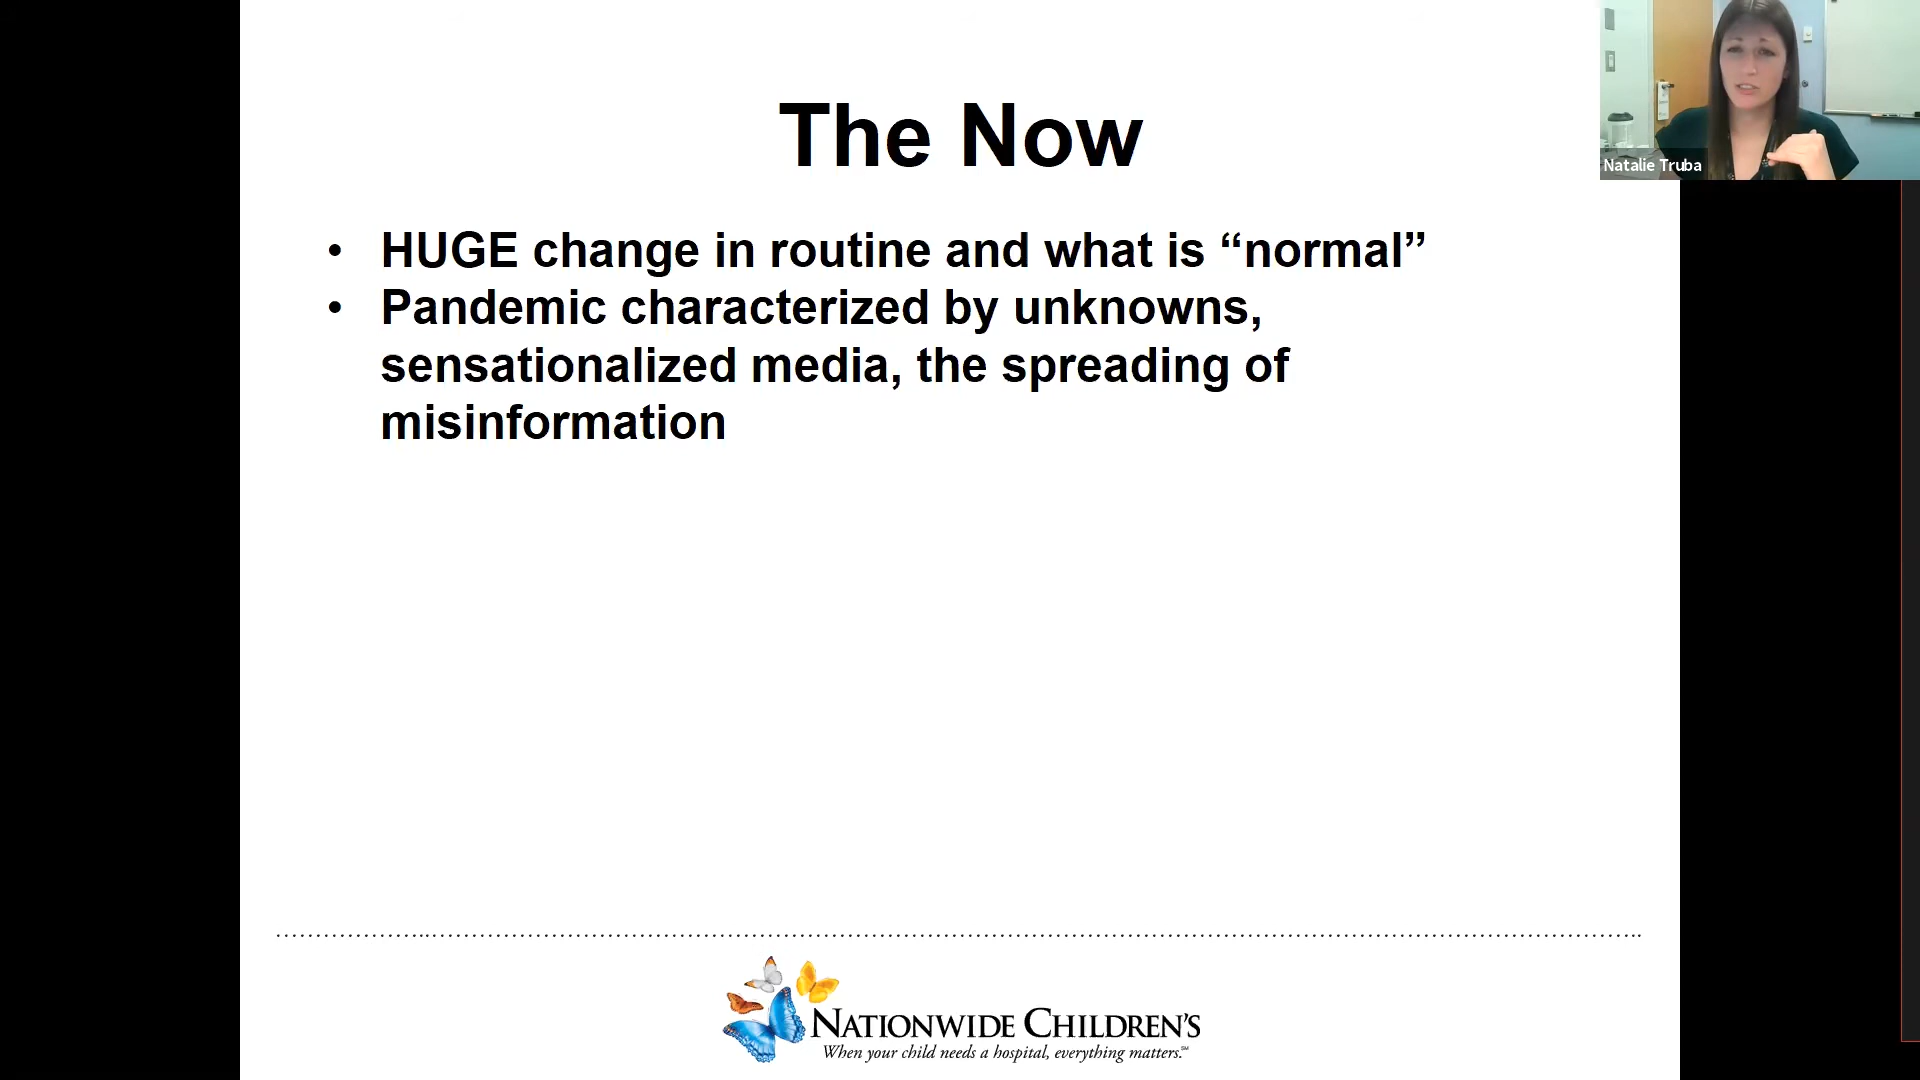 The Now
• HUGE change in routine and what is “normal”
• Pandemic characterized by unknowns,
sensationalized media, the spreading of
misinformation
Natalie Truba
NATIONWIDE CHILDREN'S
When your child needs a hospital, everything matters.℠